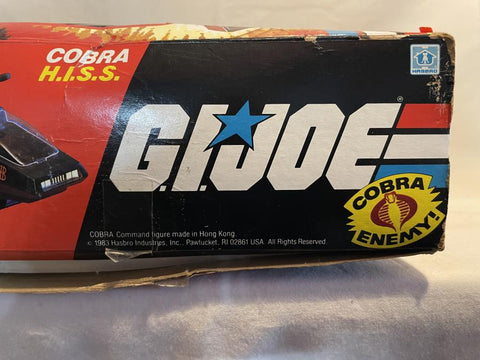 COBRA
H.I.S.S.
HASBRO
G.I.JOE
®
COBRA
ENEMY!
COBRA Command figure made in Hong Kong.
© 1983 Hasbro Industries, Inc., Pawtucket, RI 02861 USA. All Rights Reserved.